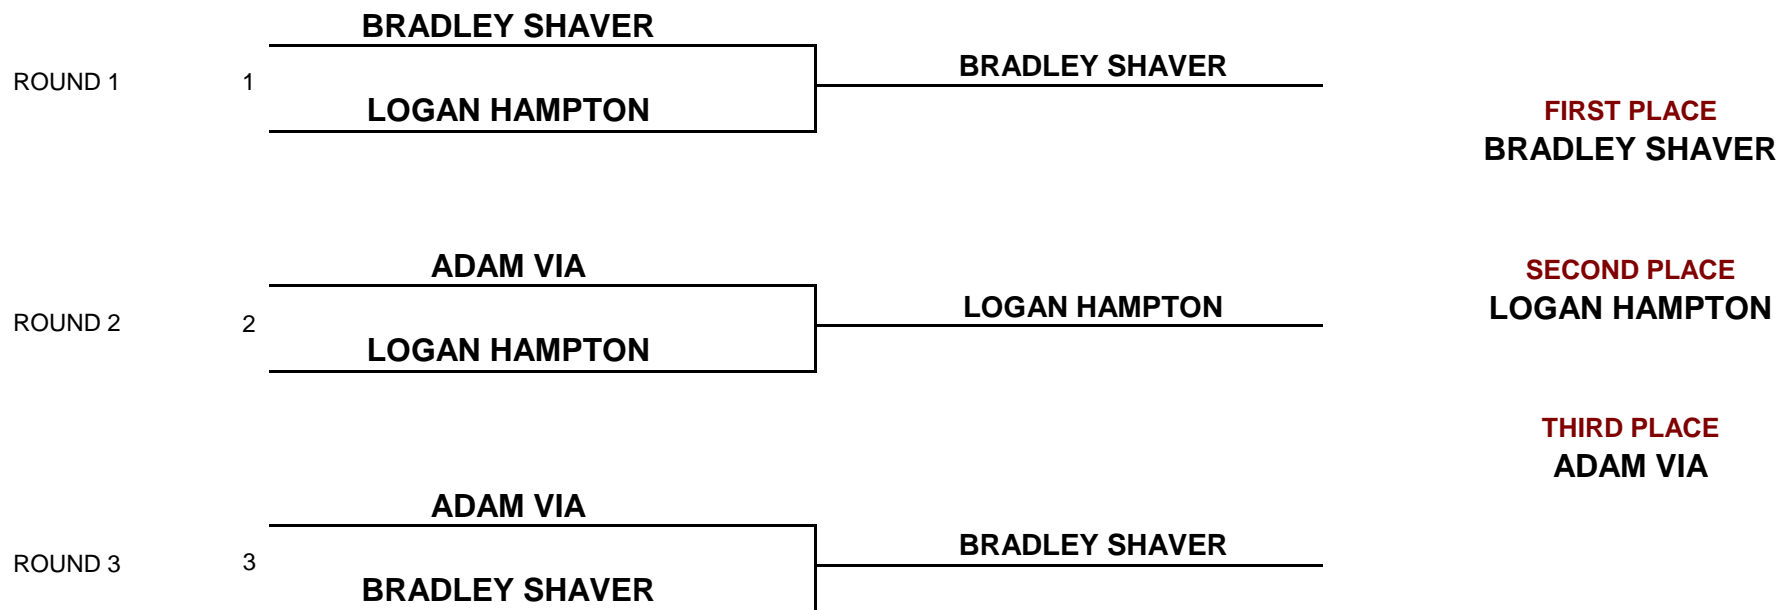 BRADLEY SHAVER
ROUND 1 1 BRADLEY SHAVER
LOGAN HAMPTON
FIRST PLACE
BRADLEY SHAVER
ADAM VIA
SECOND PLACE
ROUND 2 2 LOGAN HAMPTON
LOGAN HAMPTON
LOGAN HAMPTON
THIRD PLACE
ADAM VIA
ADAM VIA
ROUND 3 3 BRADLEY SHAVER
BRADLEY SHAVER